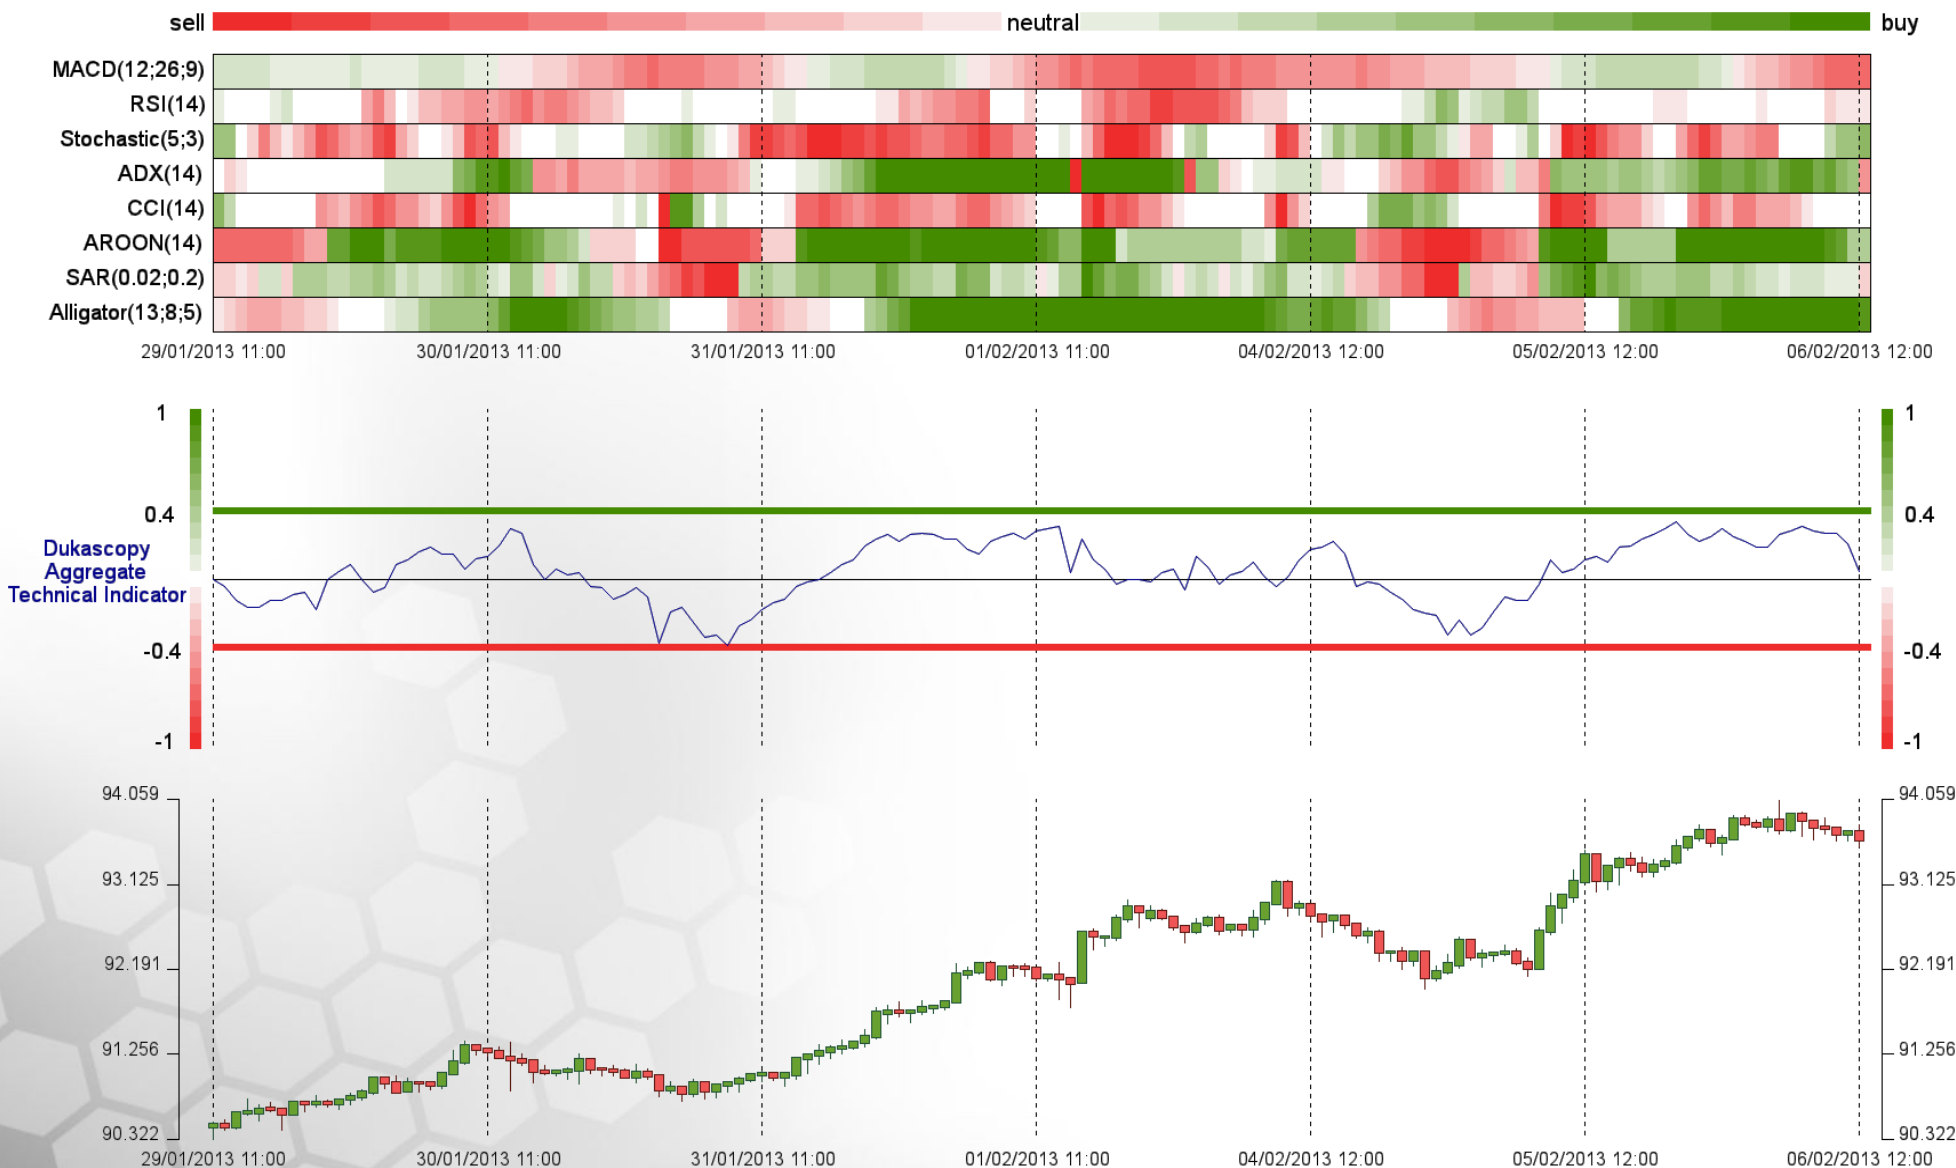 sell neutral buy
MACD(12;26;9)
RSI(14)
Stochastic(5;3)
ADX(14)
CCI(14)
AROON(14)
SAR(0.02;0.2)
Alligator(13;8;5)
29/01/2013 11:00 30/01/2013 11:00 31/01/2013 11:00 01/02/2013 11:00 04/02/2013 12:00 05/02/2013 12:00 06/02/2013 12:00
1 1
0.4 0.4
Dukascopy
Aggregate
Technical Indicator
-0.4 -0.4
-1 -1
94.059 94.059
93.125 93.125
92.191 92.191
91.256 91.256
90.322 90.322
29/01/2013 11:00 30/01/2013 11:00 31/01/2013 11:00 01/02/2013 11:00 04/02/2013 12:00 05/02/2013 12:00 06/02/2013 12:00